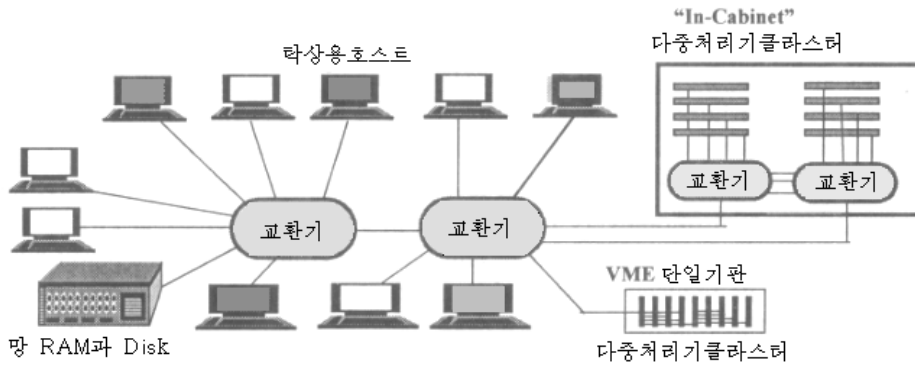 “In-Cabinet”
다중처리기클라스터
탁상용호스트
교환기
교환기
교환기
교환기
VME 단일기판
다중처리기클라스터
망 RAM과 Disk